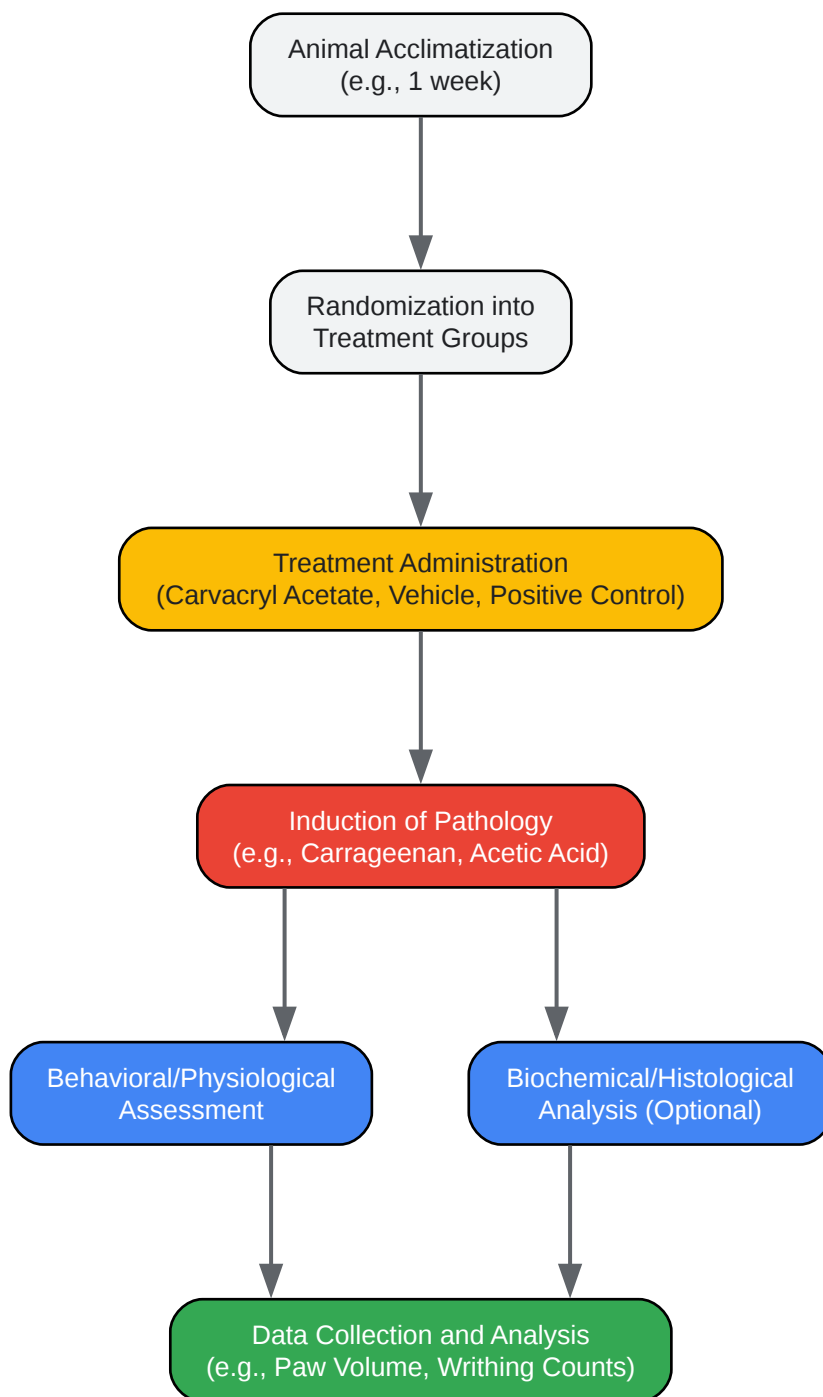 Animal Acclimatization
(e.g., 1 week)
Randomization into
Treatment Groups
Treatment Administration
(Carvacryl Acetate, Vehicle, Positive Control)
Induction of Pathology
(e.g., Carrageenan, Acetic Acid)
Behavioral/Physiological
Assessment
Biochemical/Histological
Analysis (Optional)
Data Collection and Analysis
(e.g., Paw Volume, Writhing Counts)